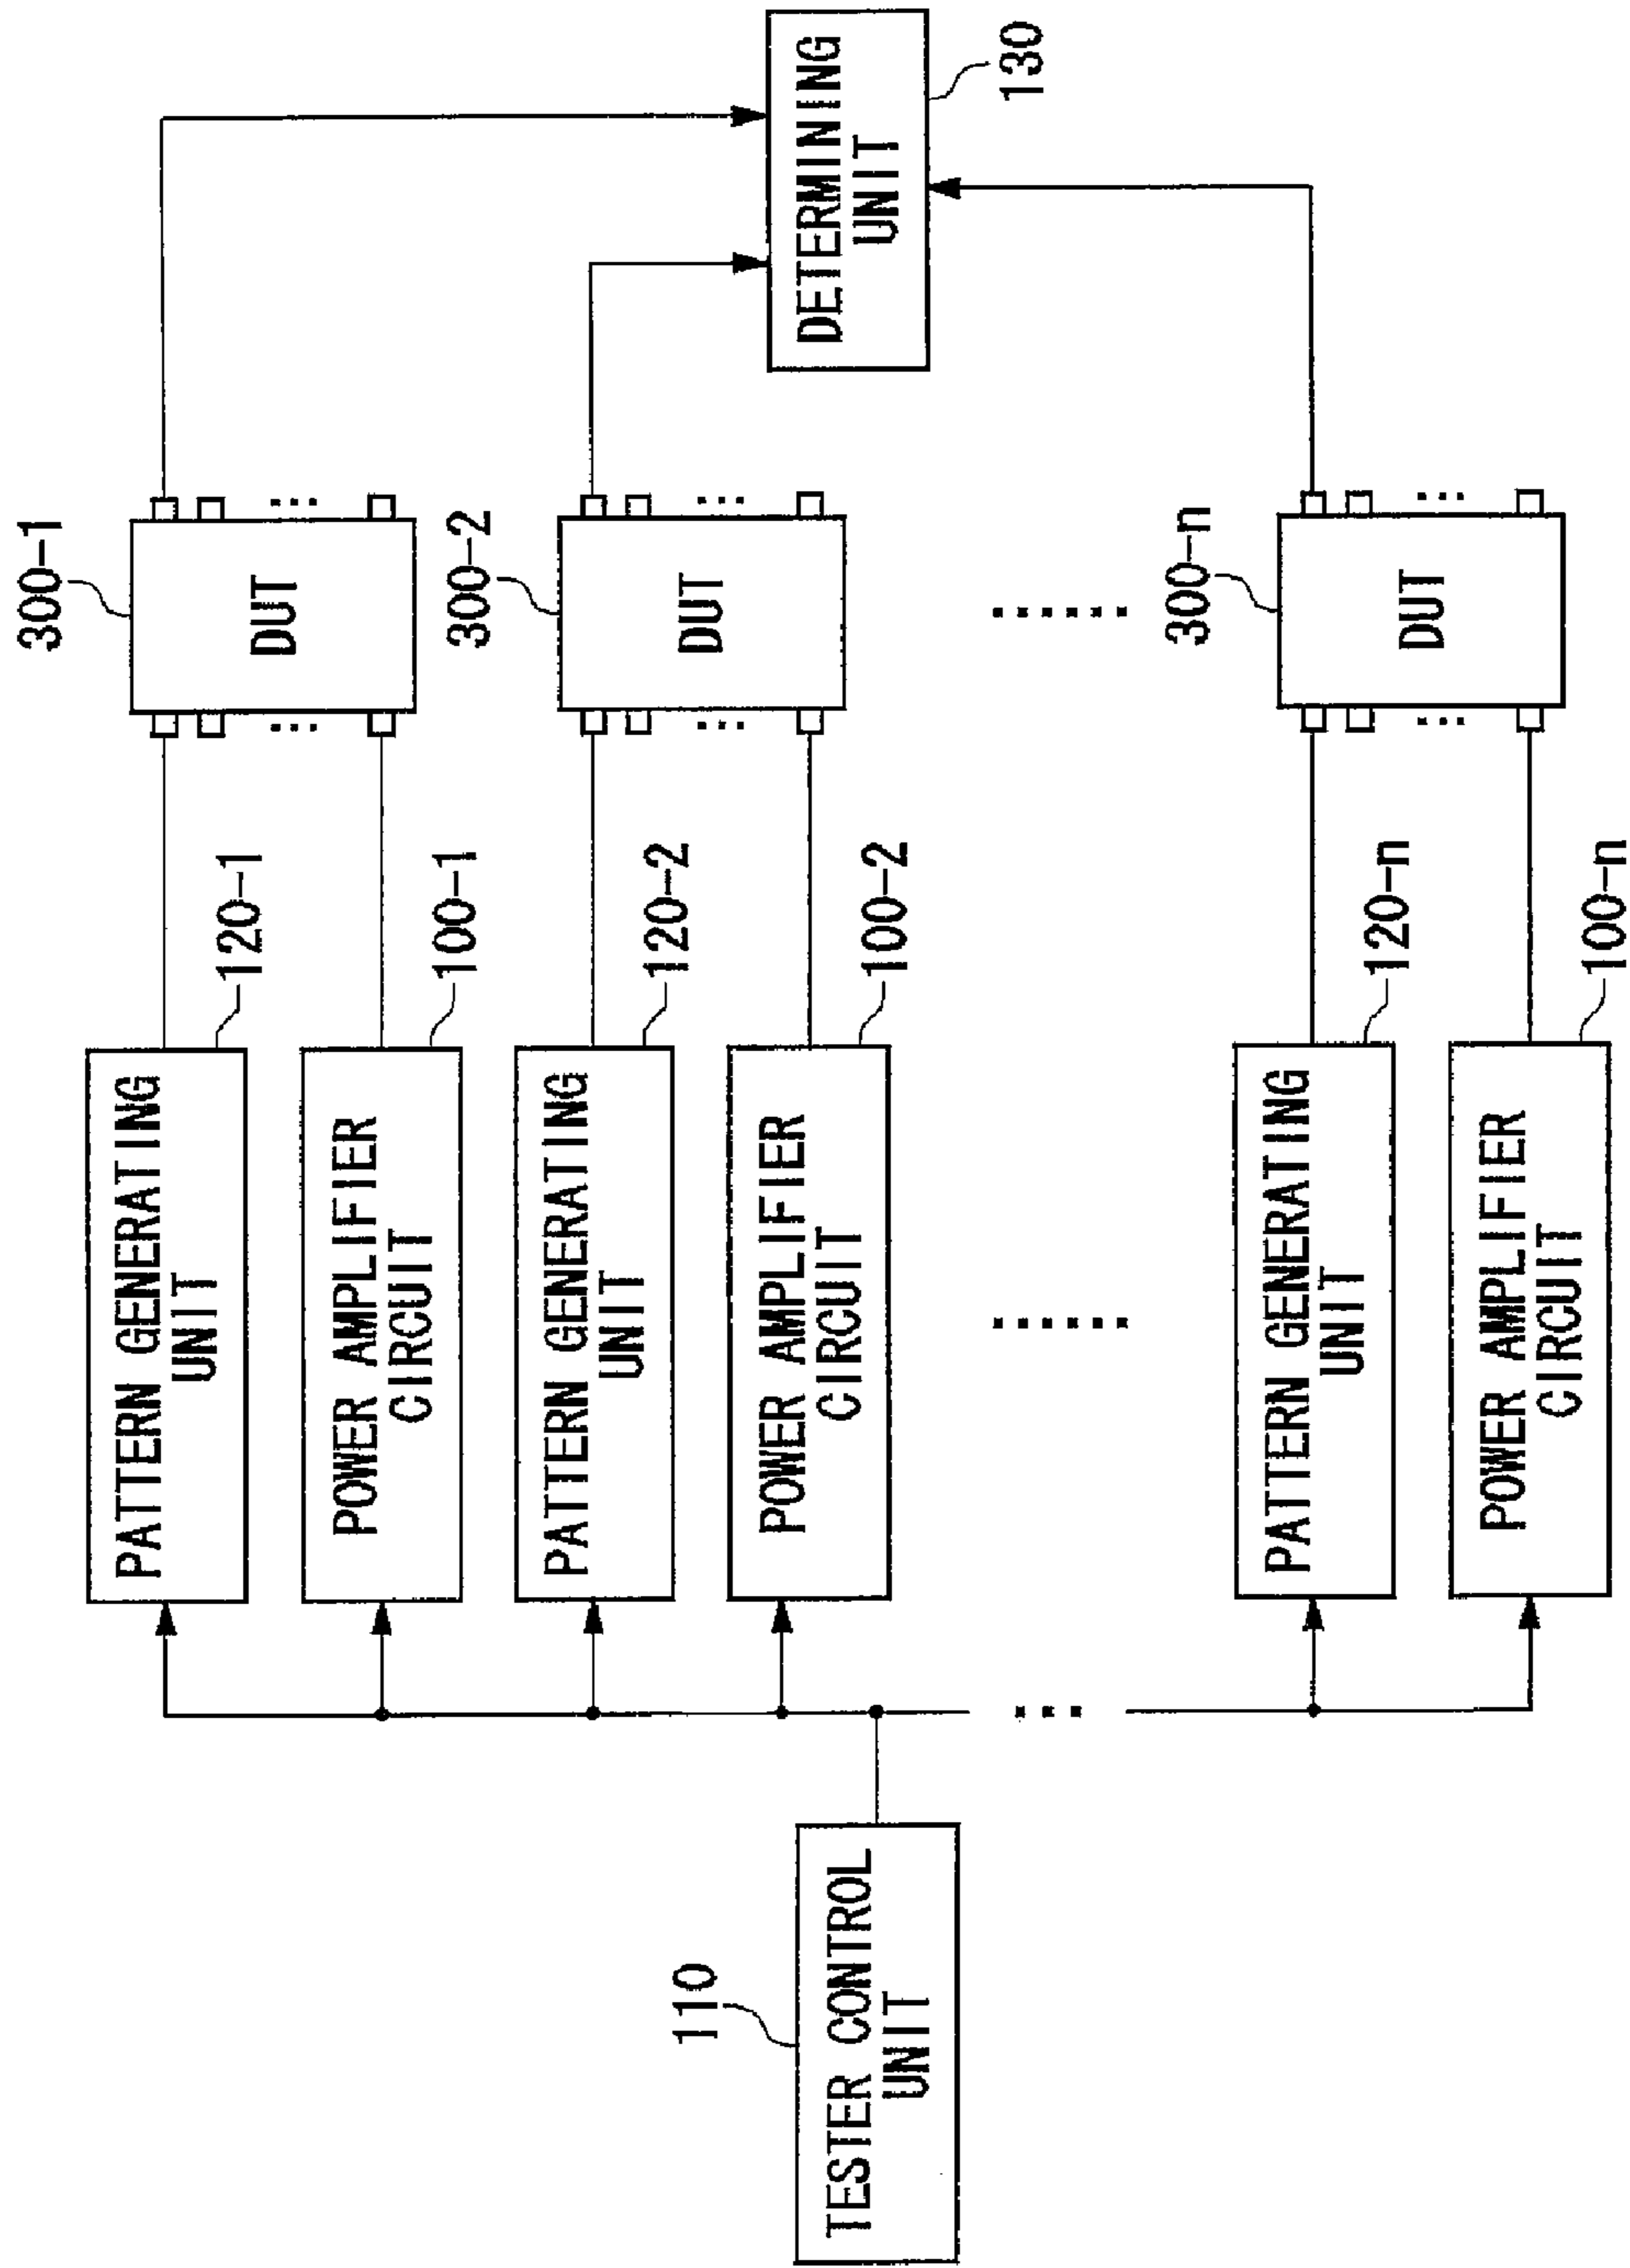 300-1
DUT
300-2
DUT
......
300-n
DUT
DETERMINING
UNIT
130
PATTERN GENERATING
UNIT
120-1
POWER AMPLIFIER
CIRCUIT
100-1
PATTERN GENERATING
UNIT
120-2
POWER AMPLIFIER
CIRCUIT
100-2
......
PATTERN GENERATING
UNIT
120-n
POWER AMPLIFIER
CIRCUIT
100-n
110
TESTER CONTROL
UNIT